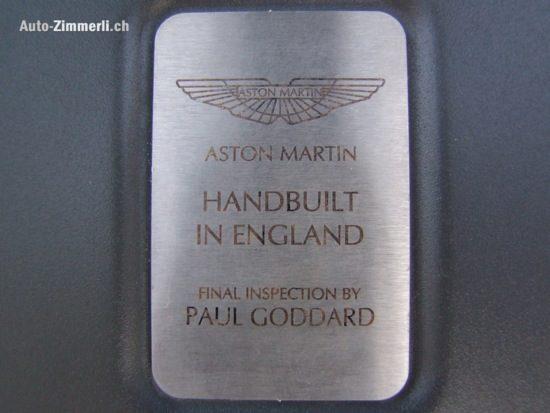 Auto-Zimmerli.ch
ASTON MARTIN
ASTON MARTIN
HANDBUILT
IN ENGLAND
FINAL INSPECTION BY
PAUL GODDARD